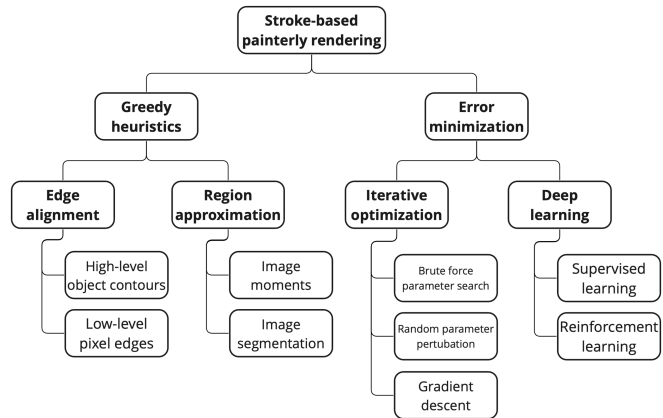 Stroke-based
painterly rendering
Greedy
heuristics
Error
minimization
Edge
alignment
Region
approximation
Iterative
optimization
Deep
learning
High-level
object contours
Image
moments
Brute force
parameter search
Supervised
learning
Low-level
pixel edges
Image
segmentation
Random parameter
pertubation
Reinforcement
learning
Gradient
descent